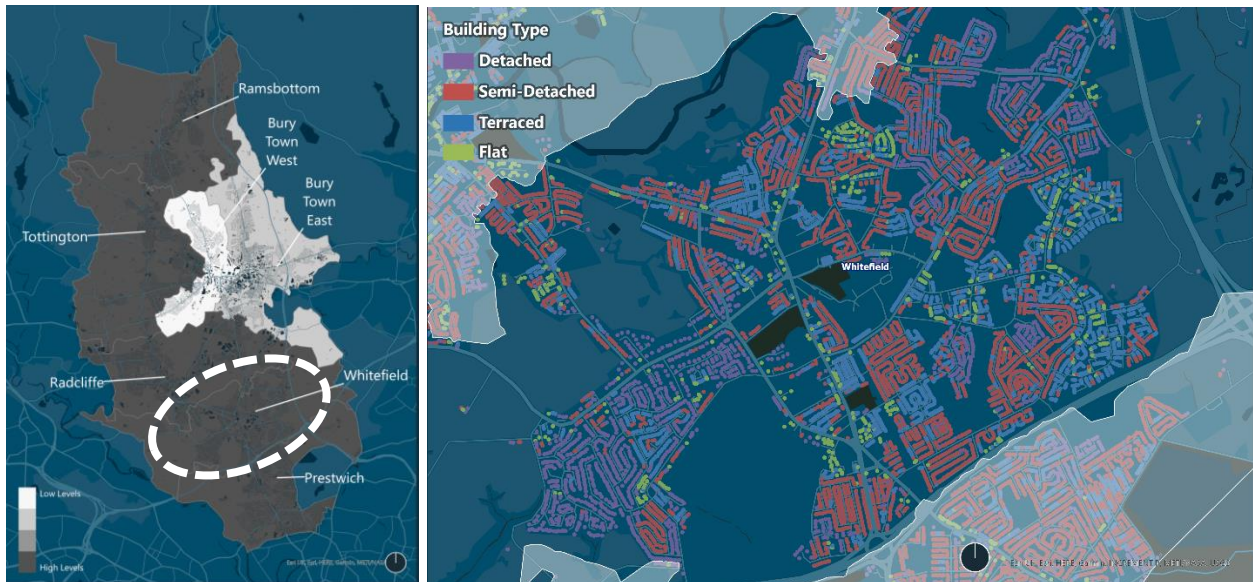 Ramsbottom
Bury
Town
West
Bury
Town
East
Tottington
Radcliffe
Whitefield
Prestwich
Low Levels
High Levels
Building Type
Detached
Semi-Detached
Terraced
Flat
Whitefield